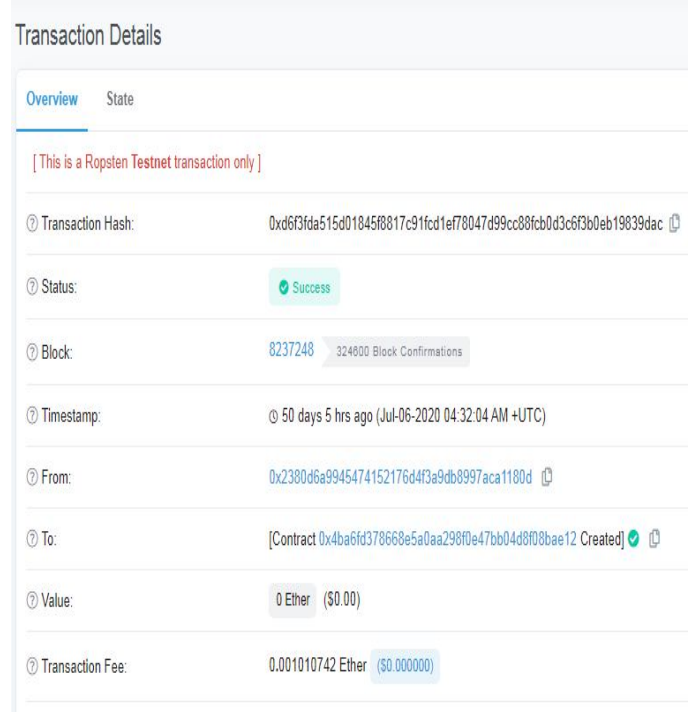 Transaction Details
Overview State
[ This is a Ropsten Testnet transaction only ]
Transaction Hash: 0xd6f3fda515d01845f8817c91fcd1ef78047d99cc88fcb0d3c6f3b0eb19839dac
Status: Success
Block: 8237248 324600 Block Confirmations
Timestamp: 50 days 5 hrs ago (Jul-06-2020 04:32:04 AM +UTC)
From: 0x2380d6a9945474152176d4f3a9db8997aca1180d
To: [Contract 0x4ba6fd378668e5a0aa298f0e47bb04d8f08bae12 Created]
Value: 0 Ether ($0.00)
Transaction Fee: 0.001010742 Ether ($0.000000)